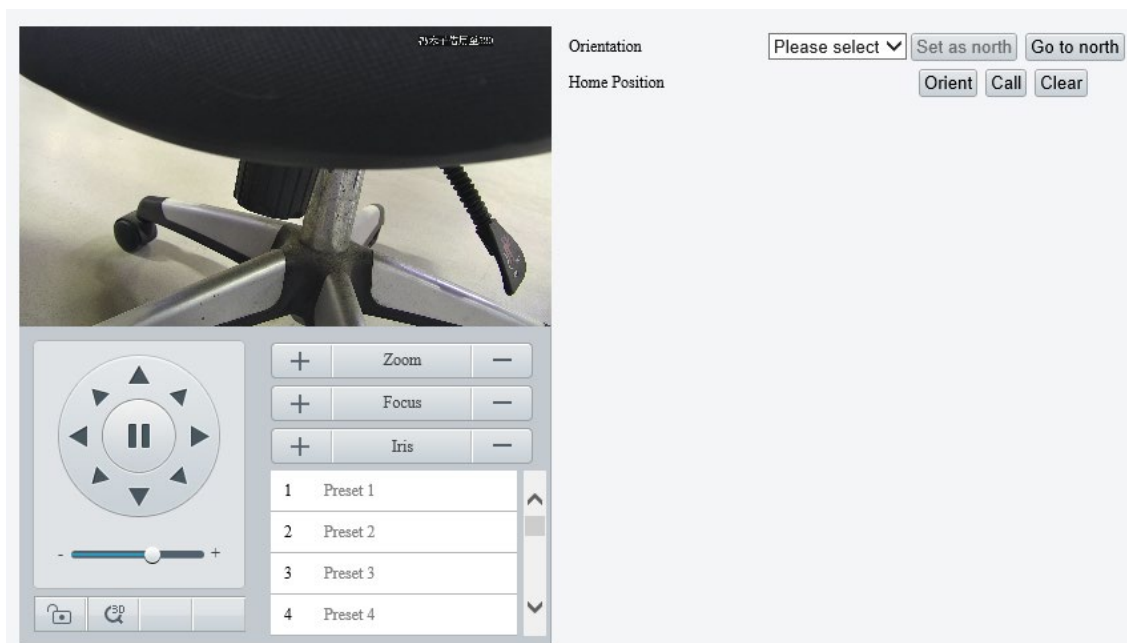 Orientation Please select Set as north Go to north
Home Position Orient Call Clear
+ Zoom —
+ Focus —
+ Iris —
1 Preset 1
2 Preset 2
3 Preset 3
4 Preset 4
- +
3D